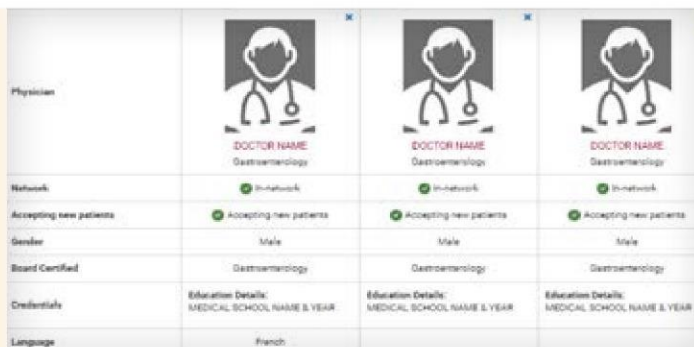 Physician
DOCTOR NAME DOCTOR NAME DOCTOR NAME
Gastroenterology Gastroenterology Gastroenterology
Network In-network In-network In-network
Accepting new patients Accepting new patients Accepting new patients Accepting new patients
Gender Male Male Male
Board Certified Gastroenterology Gastroenterology Gastroenterology
Credentials Education Details: Education Details: Education Details:
MEDICAL SCHOOL NAME & YEAR MEDICAL SCHOOL NAME & YEAR MEDICAL SCHOOL NAME & YEAR
Language French